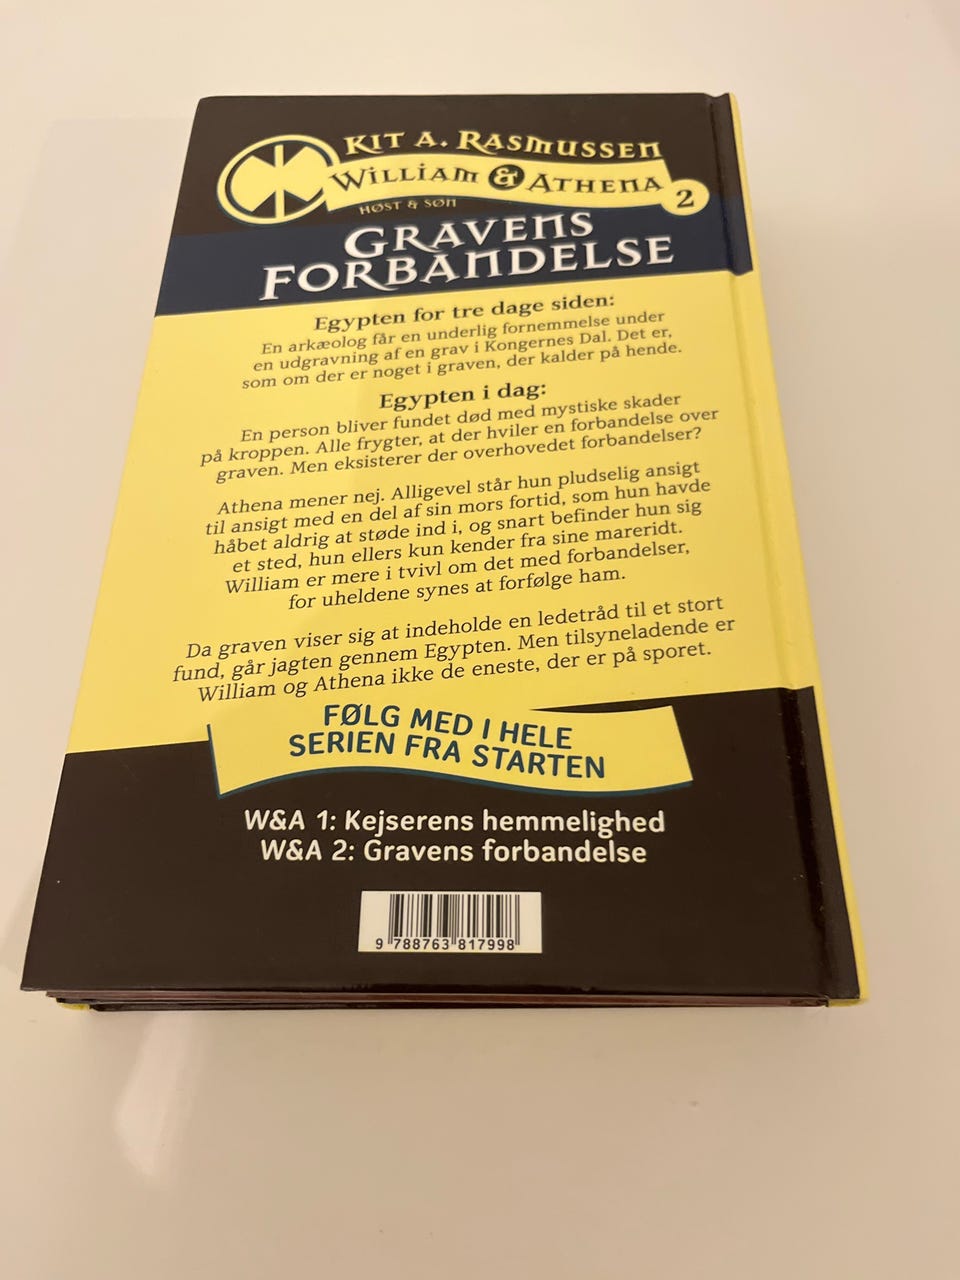 KIT A. RASMUSSEN
WILLIAM & ATHENA
2
HØST & SØN
GRAVENS
FORBANDELSE
Egypten for tre dage siden:
En arkæolog får en underlig fornemmelse under
en udgravning af en grav i Kongernes Dal. Det er,
som om der er noget i graven, der kalder på hende.
Egypten i dag:
En person bliver fundet død med mystiske skader
på kroppen. Alle frygter, at der hviler en forbandelse over
graven. Men eksisterer der overhovedet forbandelser?
Athena mener nej. Alligevel står hun pludselig ansigt
til ansigt med en del af sin mors fortid, som hun havde
håbet aldrig at støde ind i, og snart befinder hun sig
et sted, hun ellers kun kender fra sine mareridt.
William er mere i tvivl om det med forbandelser,
for uheldene synes at forfølge ham.
Da graven viser sig at indeholde en ledetråd til et stort
fund, går jagten gennem Egypten. Men tilsyneladende er
William og Athena ikke de eneste, der er på sporet.
FØLG MED I HELE
SERIEN FRA STARTEN
W&A 1: Kejserens hemmelighed
W&A 2: Gravens forbandelse
9 788763 817998